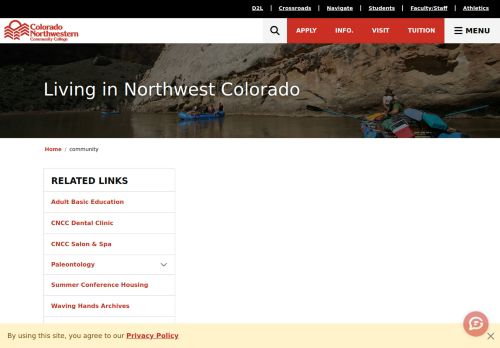 D2L
Crossroads
Navigate
Students
Faculty/Staff
Athletics
Colorado
Northwestern
Community College
APPLY
INFO.
VISIT
TUITION
MENU
Living in Northwest Colorado
Home / community
RELATED LINKS
Adult Basic Education
CNCC Dental Clinic
CNCC Salon & Spa
Paleontology
Summer Conference Housing
Waving Hands Archives
By using this site, you agree to our Privacy Policy